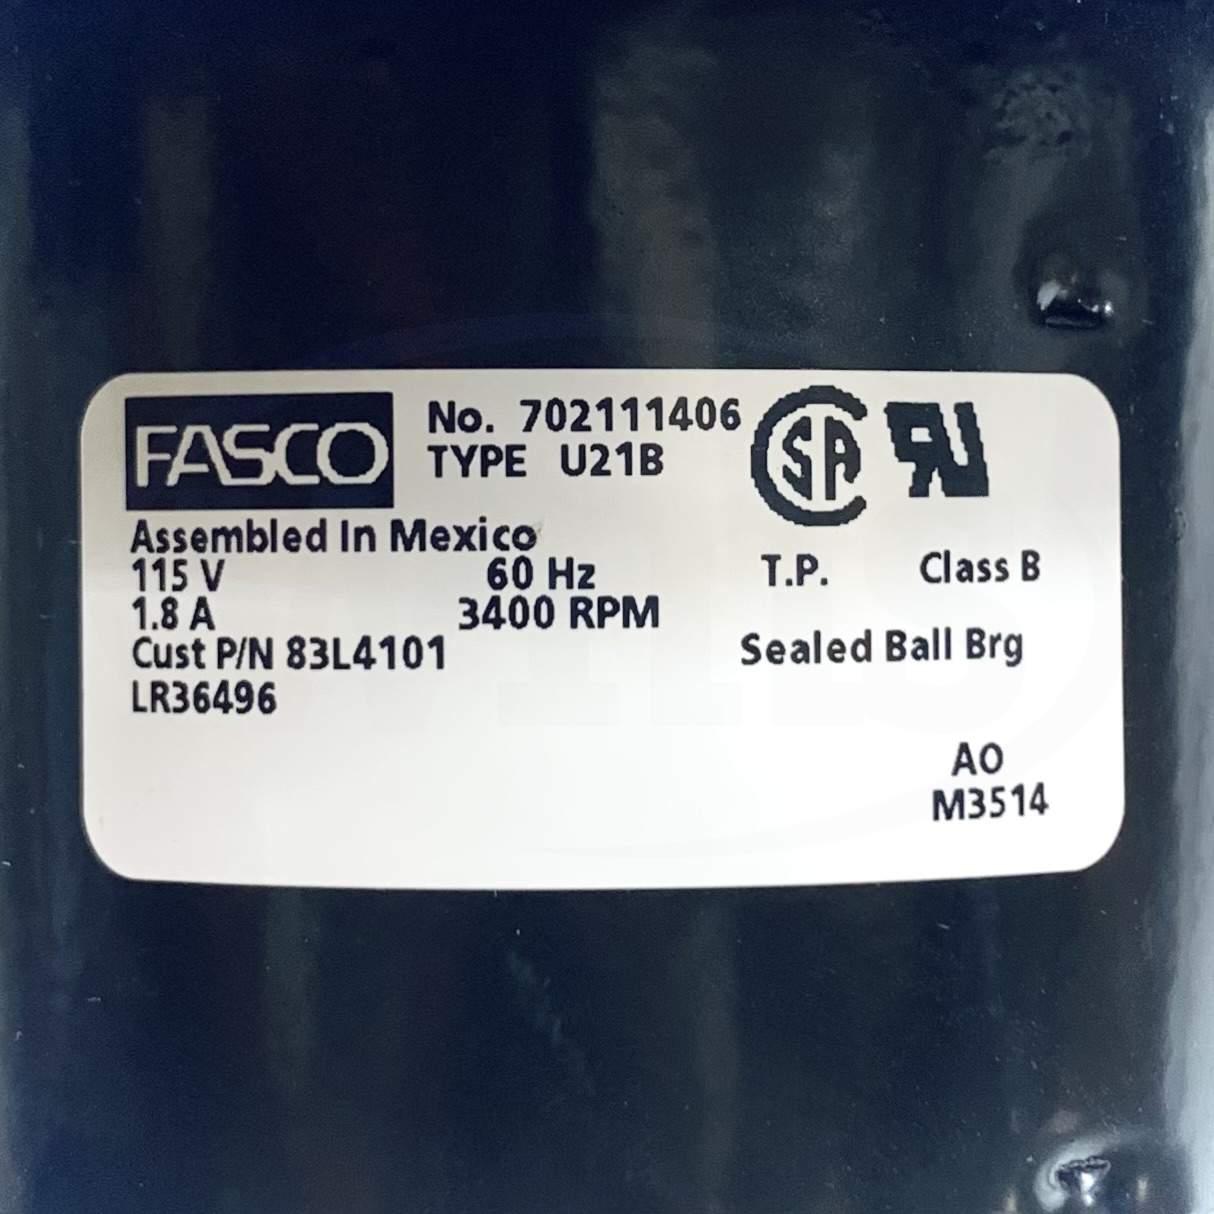 FASCO
No. 702111406
TYPE U21B
Assembled In Mexico
115 V 60 Hz T.P. Class B
1.8 A 3400 RPM
Cust P/N 83L4101 Sealed Ball Brg
LR36496
AO
M3514